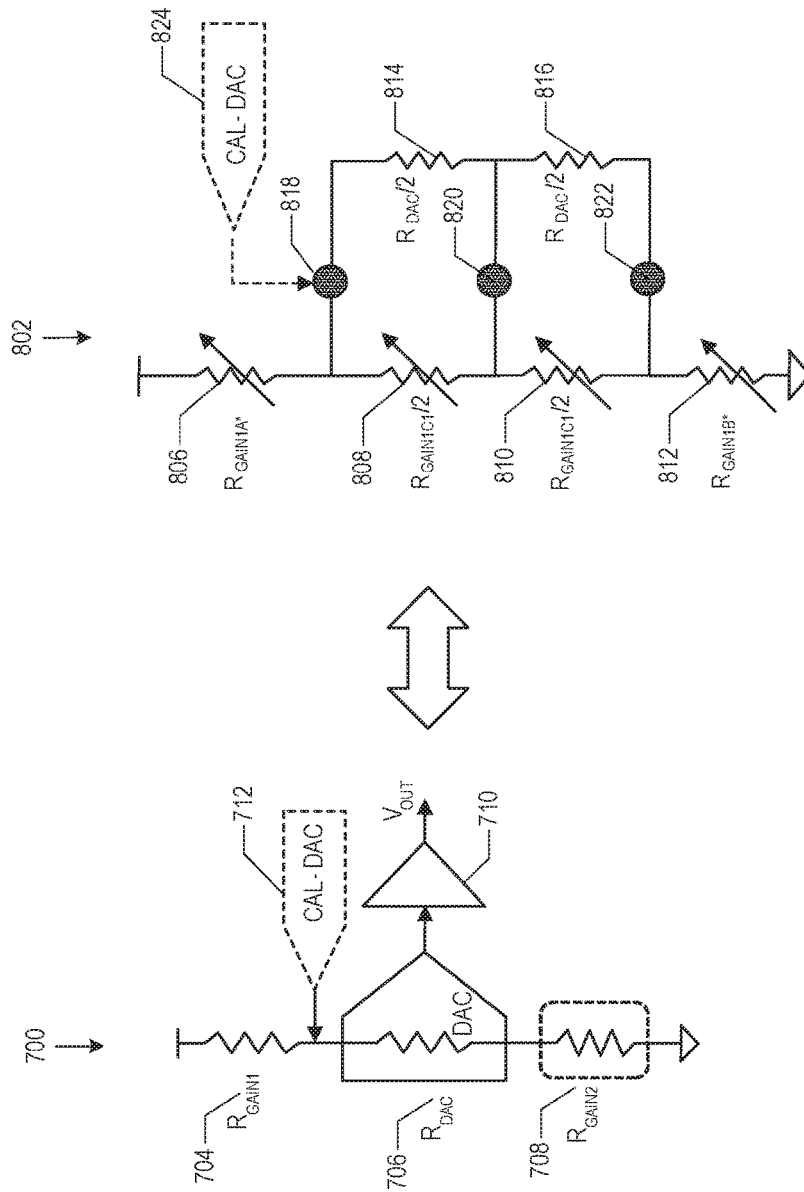 700
704
R GAIN1
706
R DAC
708
R GAIN2
712
CAL-DAC
DAC
V OUT
710
802
806
R GAIN1A*
808
R GAIN1C1/2
810
R GAIN1C1/2
812
R GAIN1B*
824
CAL-DAC
818
814
R DAC/2
820
816
R DAC/2
822